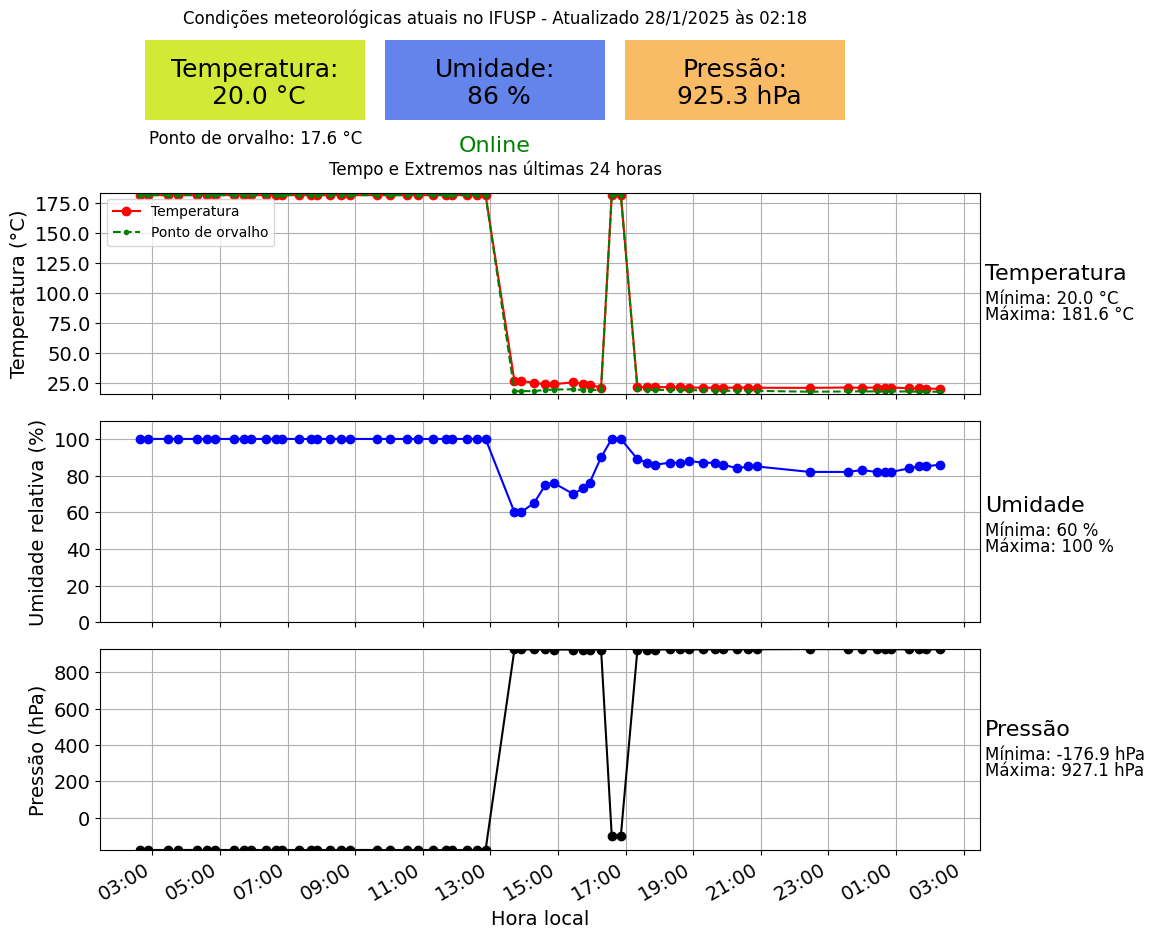 Condições meteorológicas atuais no IFUSP - Atualizado 28/1/2025 às 02:18
Temperatura:
20.0 °C
Umidade:
86 %
Pressão:
925.3 hPa
Ponto de orvalho: 17.6 °C
Online
Tempo e Extremos nas últimas 24 horas
Temperatura (°C)
175.0
150.0
125.0
100.0
75.0
50.0
25.0
Temperatura
Ponto de orvalho
Temperatura
Mínima: 20.0 °C
Máxima: 181.6 °C
Umidade relativa (%)
100
80
60
40
20
0
Umidade
Mínima: 60 %
Máxima: 100 %
Pressão (hPa)
800
600
400
200
0
Pressão
Mínima: -176.9 hPa
Máxima: 927.1 hPa
03:00 05:00 07:00 09:00 11:00 13:00 15:00 17:00 19:00 21:00 23:00 01:00 03:00
Hora local